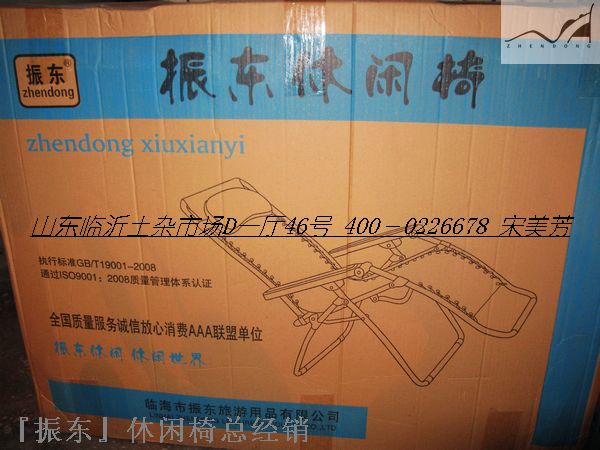 ZHENDONG
振东®
zhendong
振东休闲椅
zhendong xiuxianyi
山东临沂土杂市场D一厅46号 400-0226678 宋美芳
执行标准GB/T19001-2008
通过ISO9001：2008质量管理体系认证
全国质量服务诚信放心消费AAA联盟单位
振东休闲 休闲世界
临海市振东旅游用品有限公司
『振东』休闲椅总经销